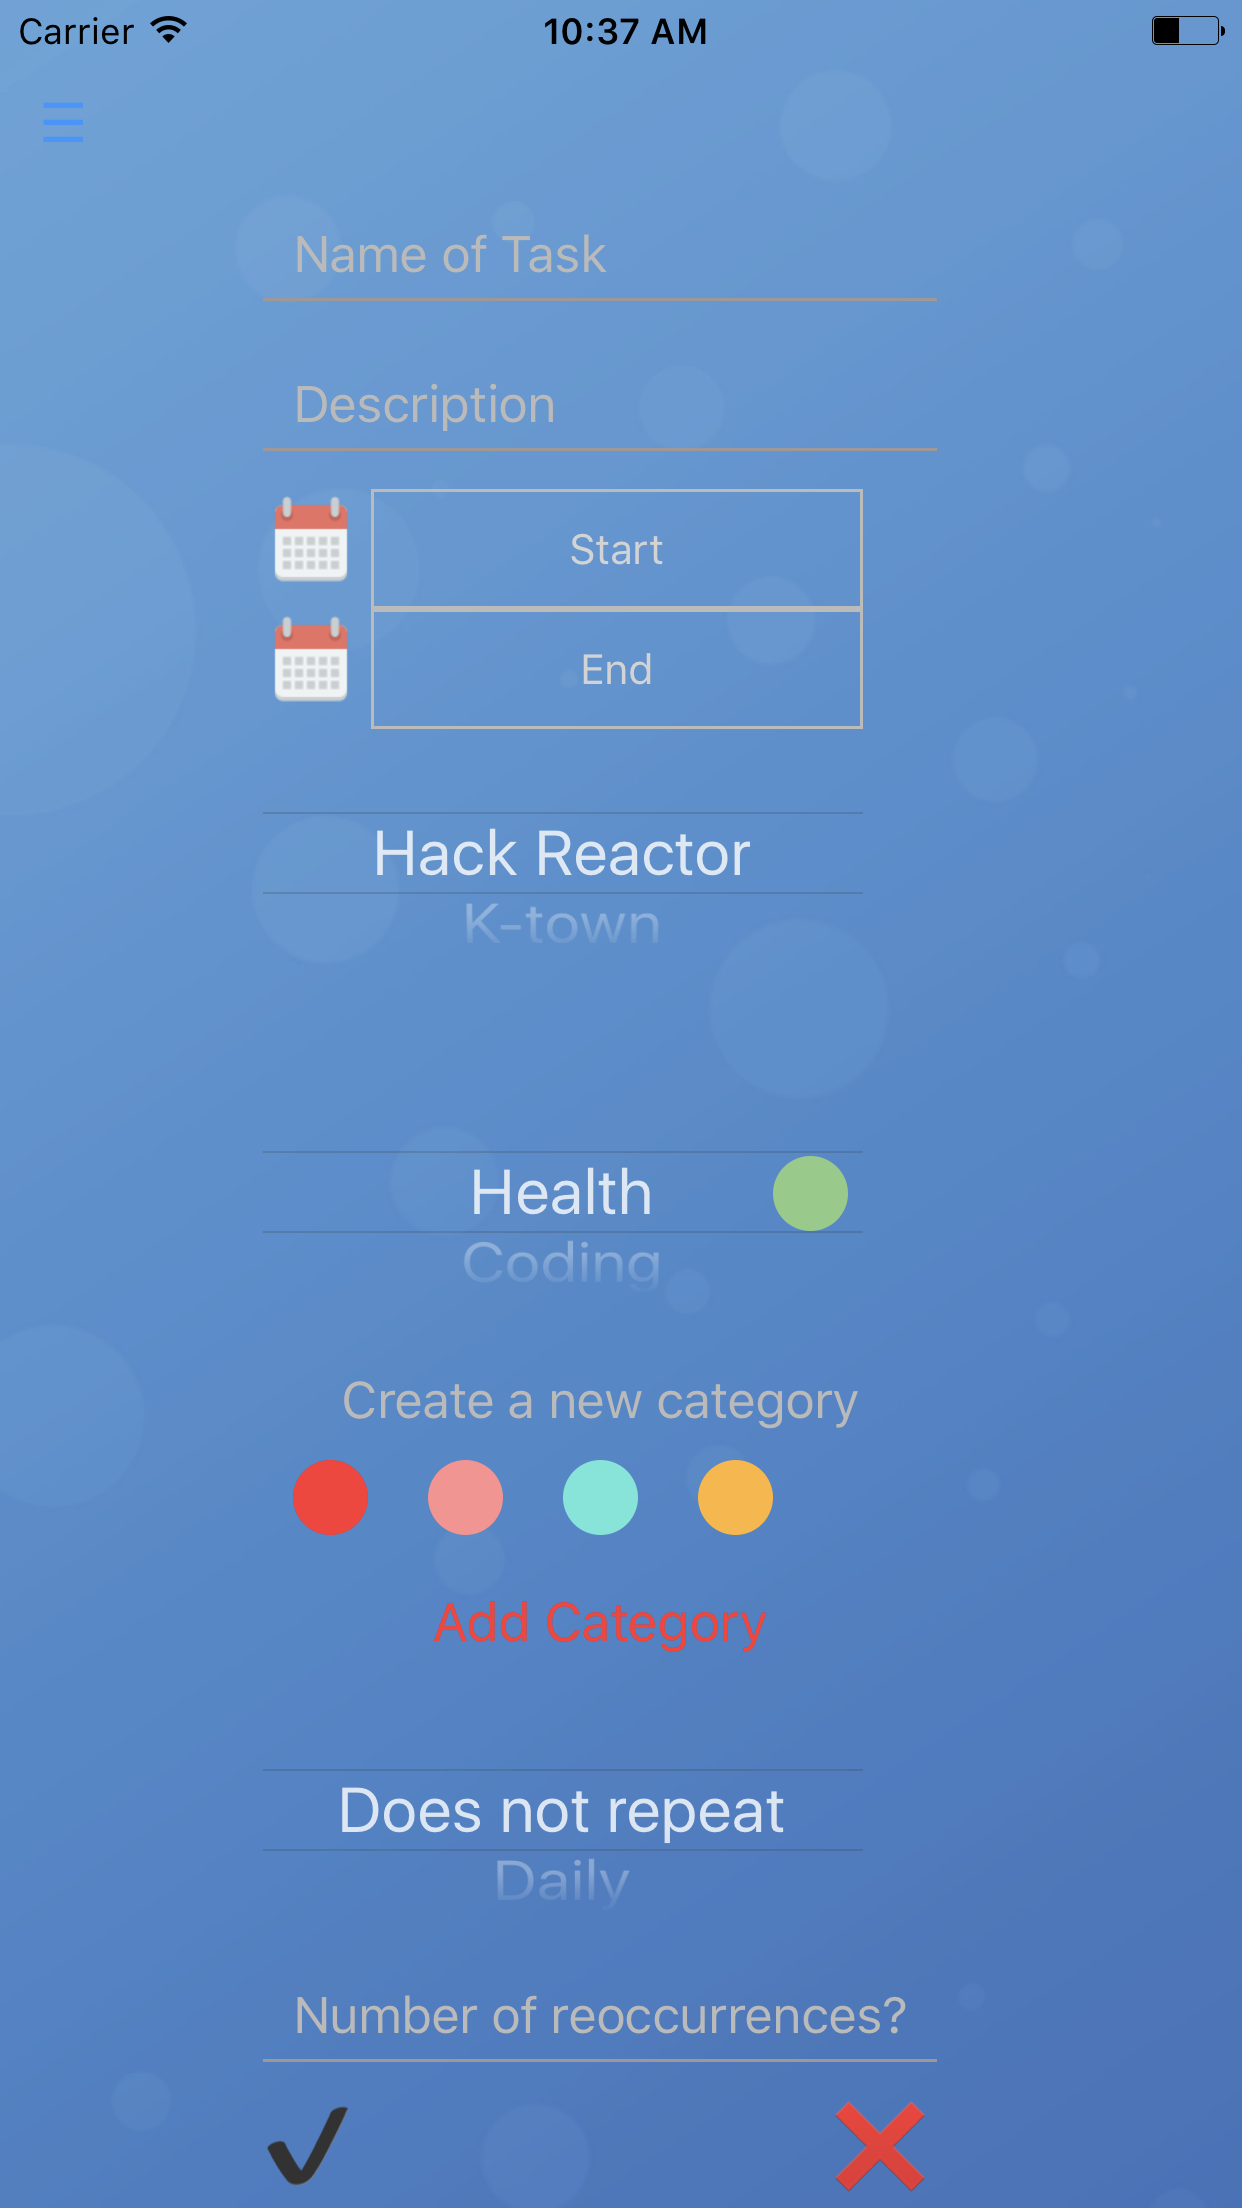 Carrier 10:37 AM
Name of Task
Description
Start
End
Hack Reactor
K-town
Health
Coding
Create a new category
Add Category
Does not repeat
Daily
Number of reoccurrences?